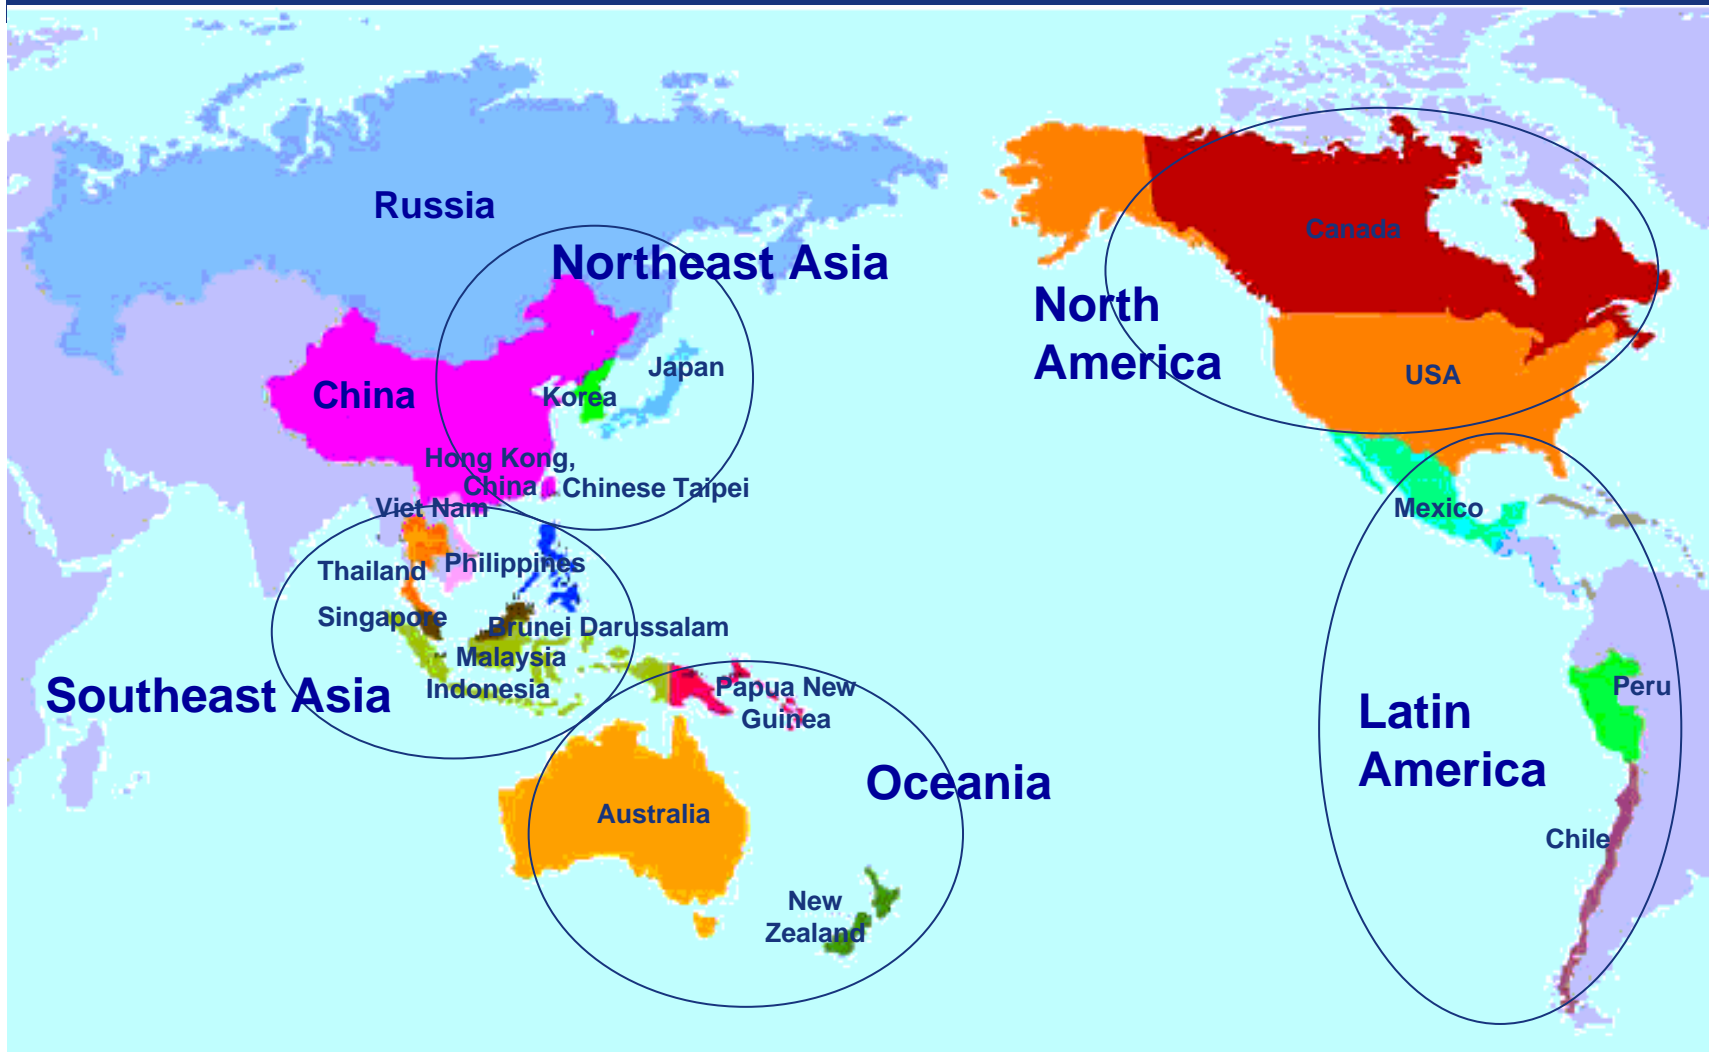 Russia
Northeast Asia
Canada
North
America
Japan
USA
China
Korea
Hong Kong,
China
Chinese Taipei
Viet Nam
Mexico
Philippines
Thailand
Singapore
Brunei Darussalam
Malaysia
Indonesia
Southeast Asia
Papua New
Guinea
Peru
Latin
America
Oceania
Australia
Chile
New
Zealand